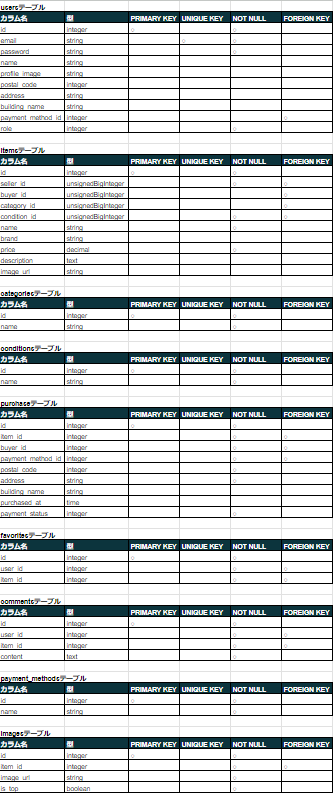 usersテーブル
カラム名 型 PRIMARY KEY UNIQUE KEY NOT NULL FOREIGN KEY
id integer ○ ○
email string ○ ○
password string ○
name string
profile_image string
postal_code integer
address string
building_name string
payment_method_id integer ○
role integer ○
itemsテーブル
カラム名 型 PRIMARY KEY UNIQUE KEY NOT NULL FOREIGN KEY
id integer ○ ○
seller_id unsignedBigInteger ○ ○
buyer_id unsignedBigInteger ○
category_id unsignedBigInteger ○
condition_id unsignedBigInteger ○ ○
name string ○
brand string
price decimal ○
description text
image_url string
categoriesテーブル
カラム名 型 PRIMARY KEY UNIQUE KEY NOT NULL FOREIGN KEY
id integer ○ ○
name string ○
conditionsテーブル
カラム名 型 PRIMARY KEY UNIQUE KEY NOT NULL FOREIGN KEY
id integer ○ ○
name string ○
purchaseテーブル
カラム名 型 PRIMARY KEY UNIQUE KEY NOT NULL FOREIGN KEY
id integer ○ ○
item_id integer ○ ○
buyer_id integer ○ ○
payment_method_id integer ○ ○
postal_code integer ○
address string ○
building_name string
purchased_at time
payment_status integer ○
favoritesテーブル
カラム名 型 PRIMARY KEY UNIQUE KEY NOT NULL FOREIGN KEY
id integer ○ ○
user_id integer ○ ○
item_id integer ○ ○
commentsテーブル
カラム名 型 PRIMARY KEY UNIQUE KEY NOT NULL FOREIGN KEY
id integer ○ ○
user_id integer ○ ○
item_id integer ○ ○
content text ○
payment_methodsテーブル
カラム名 型 PRIMARY KEY UNIQUE KEY NOT NULL FOREIGN KEY
id integer ○ ○
name string ○
imagesテーブル
カラム名 型 PRIMARY KEY UNIQUE KEY NOT NULL FOREIGN KEY
id integer ○ ○
item_id integer ○ ○
image_url string ○
is_top boolean ○